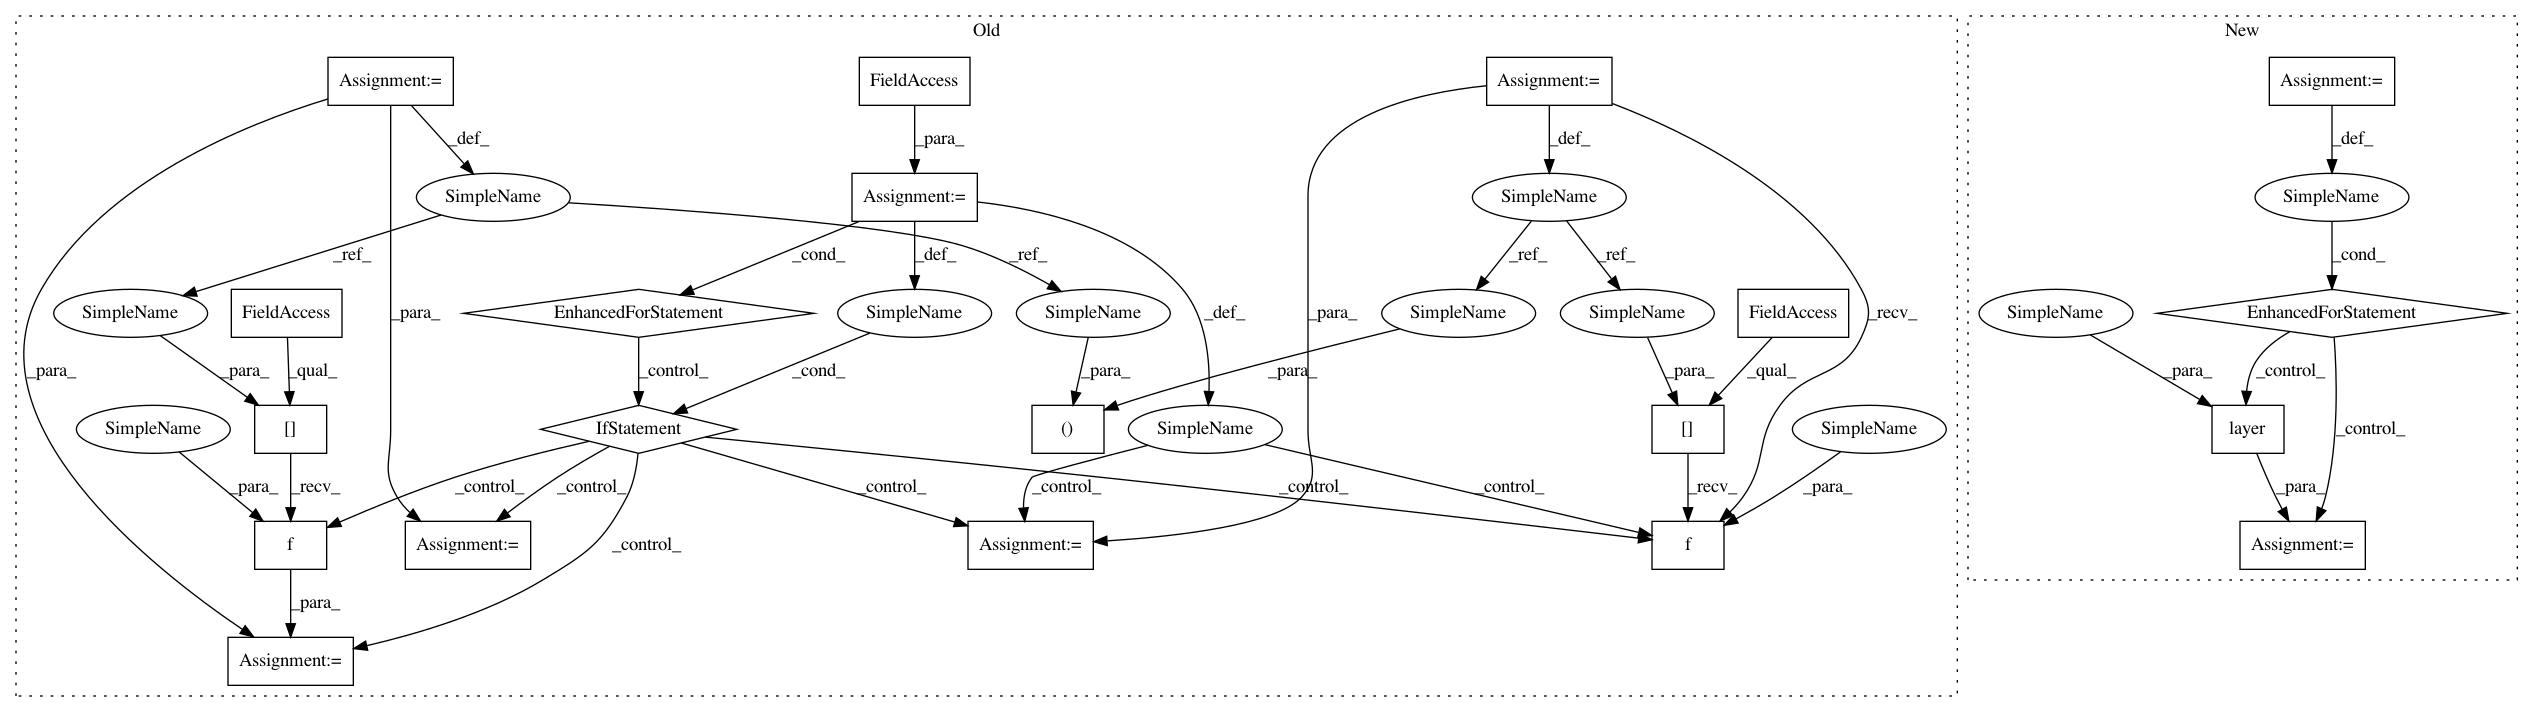 Old
New
Assignment:=
FieldAccess
Assignment:=
Assignment:=
_def_
_para_
_def_
_def_
SimpleName
Assignment:=
SimpleName
SimpleName
_ref_
_cond_
_def_
_ref_
_ref_
_ref_
_cond_
SimpleName
FieldAccess
_para_
EnhancedForStatement
SimpleName
SimpleName
_def_
_para_
SimpleName
SimpleName
FieldAccess
_recv_
SimpleName
EnhancedForStatement
_para_
_para_
_qual_
_control_
_cond_
_para_
_para_
_para_
_qual_
_para_
_control_
SimpleName
[]
IfStatement
()
SimpleName
[]
SimpleName
layer
_control_
_para_
_recv_
_control_
_control_
_control_
_control_
_control_
_control_
_recv_
_para_
_para_
f
Assignment:=
_control_
Assignment:=
f
Assignment:=
_para_
Assignment:=